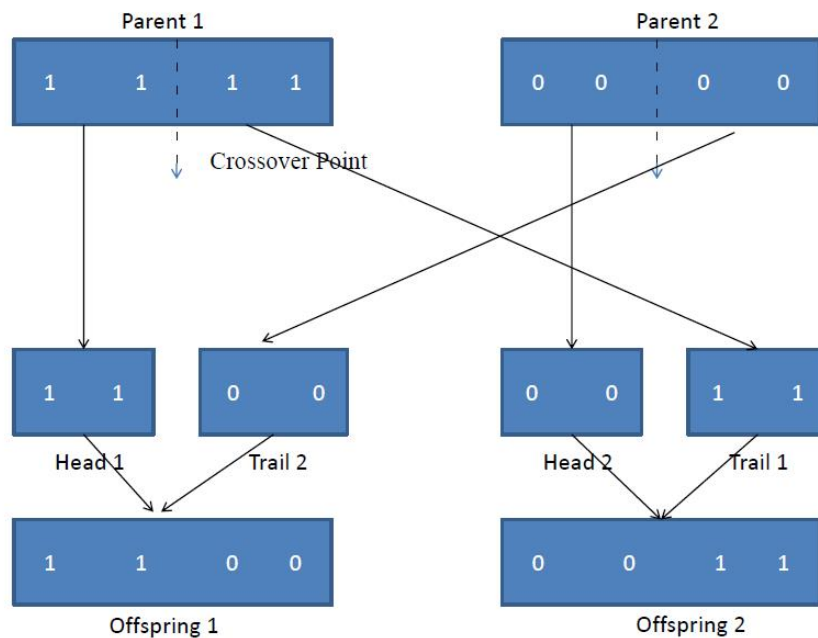 Parent 1 Parent 2
1 1 1 1 0 0 0 0
Crossover Point
1 1 0 0 0 0 1 1
Head 1 Trail 2 Head 2 Trail 1
1 1 0 0 0 0 1 1
Offspring 1 Offspring 2